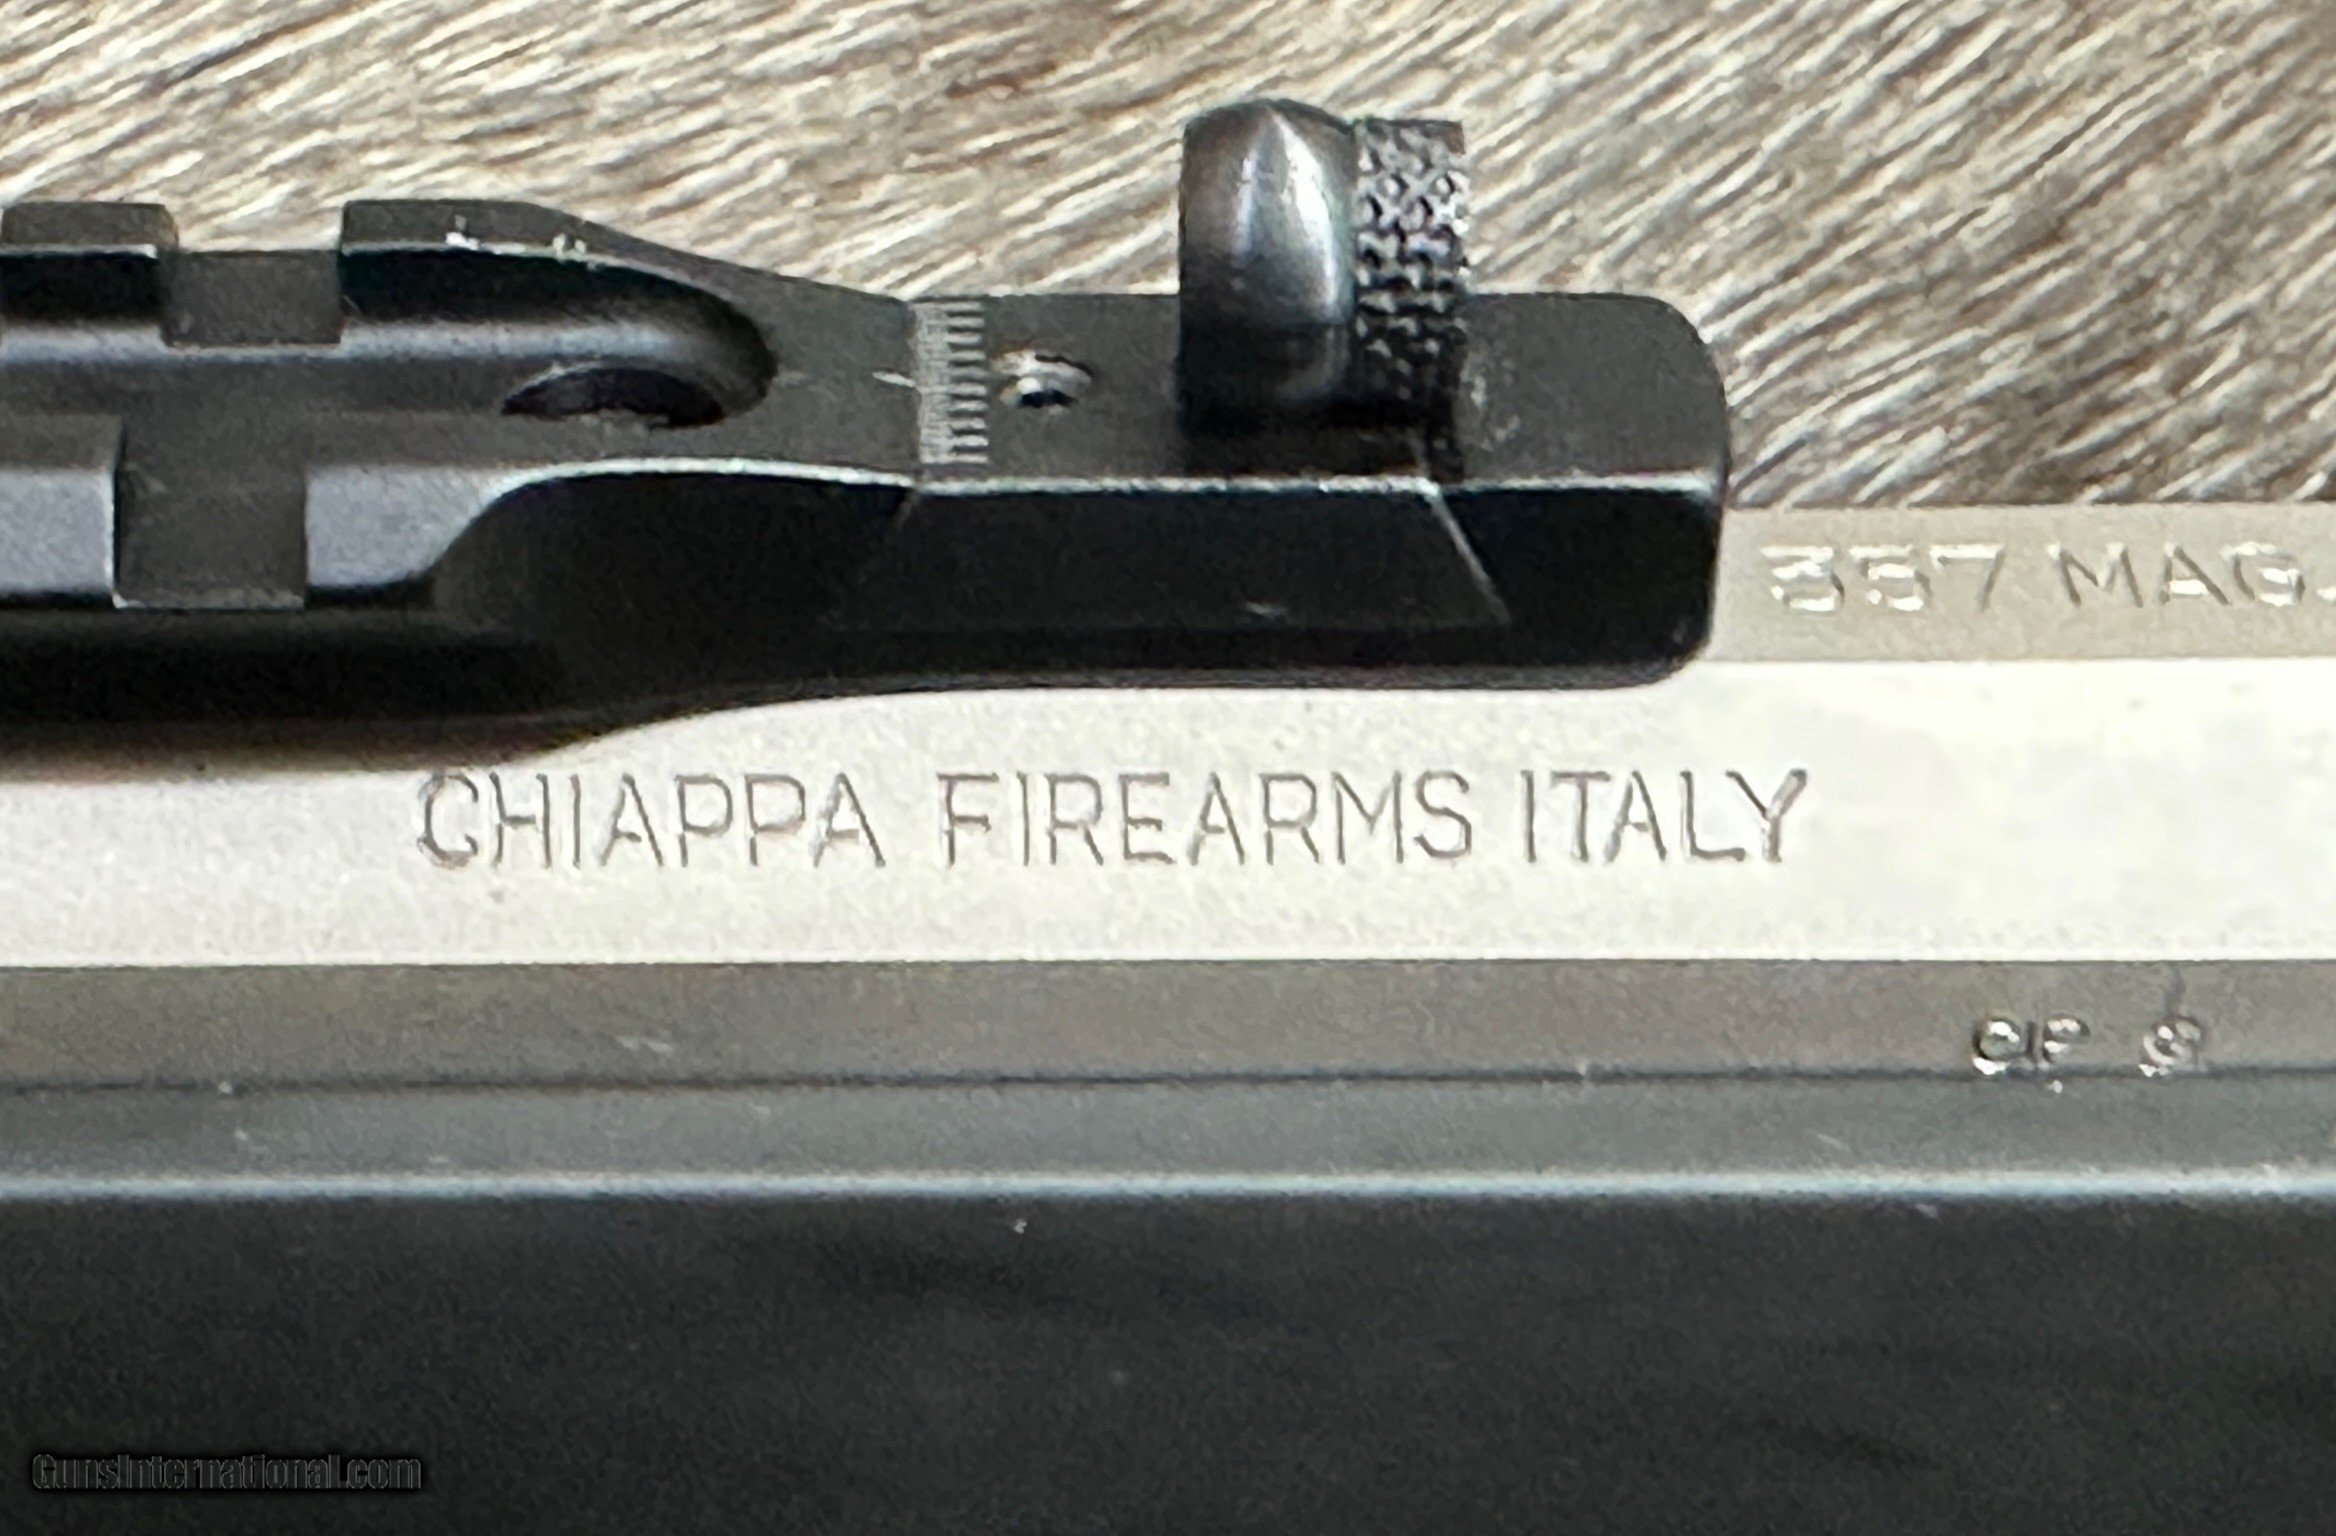 357 MAG.
CHIAPPA FIREARMS ITALY
GunsInternational.com